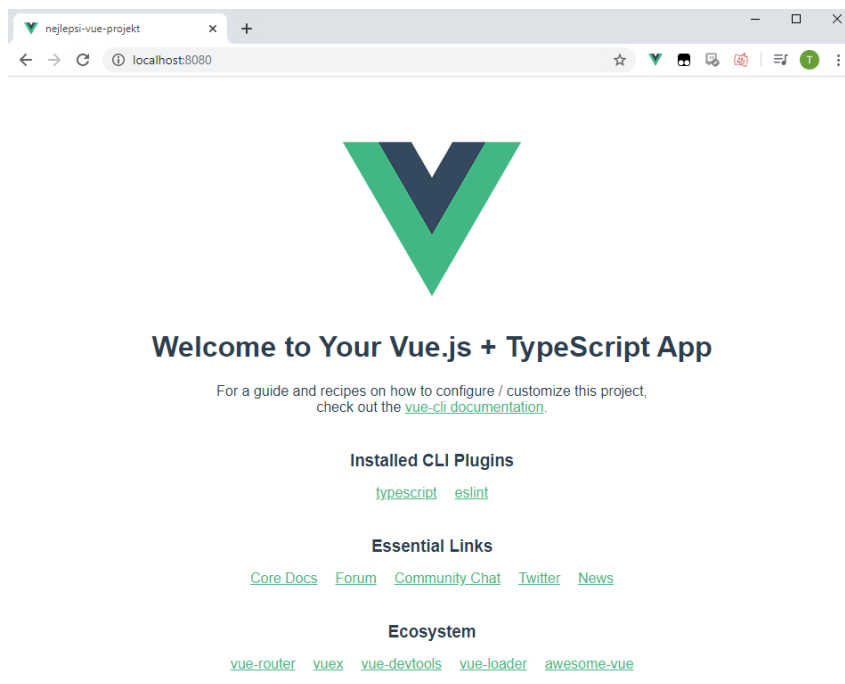 nejlepsi-vue-projekt
localhost:8080
T
Welcome to Your Vue.js + TypeScript App
For a guide and recipes on how to configure / customize this project,
check out the vue-cli documentation.
Installed CLI Plugins
typescript eslint
Essential Links
Core Docs Forum Community Chat Twitter News
Ecosystem
vue-router vuex vue-devtools vue-loader awesome-vue